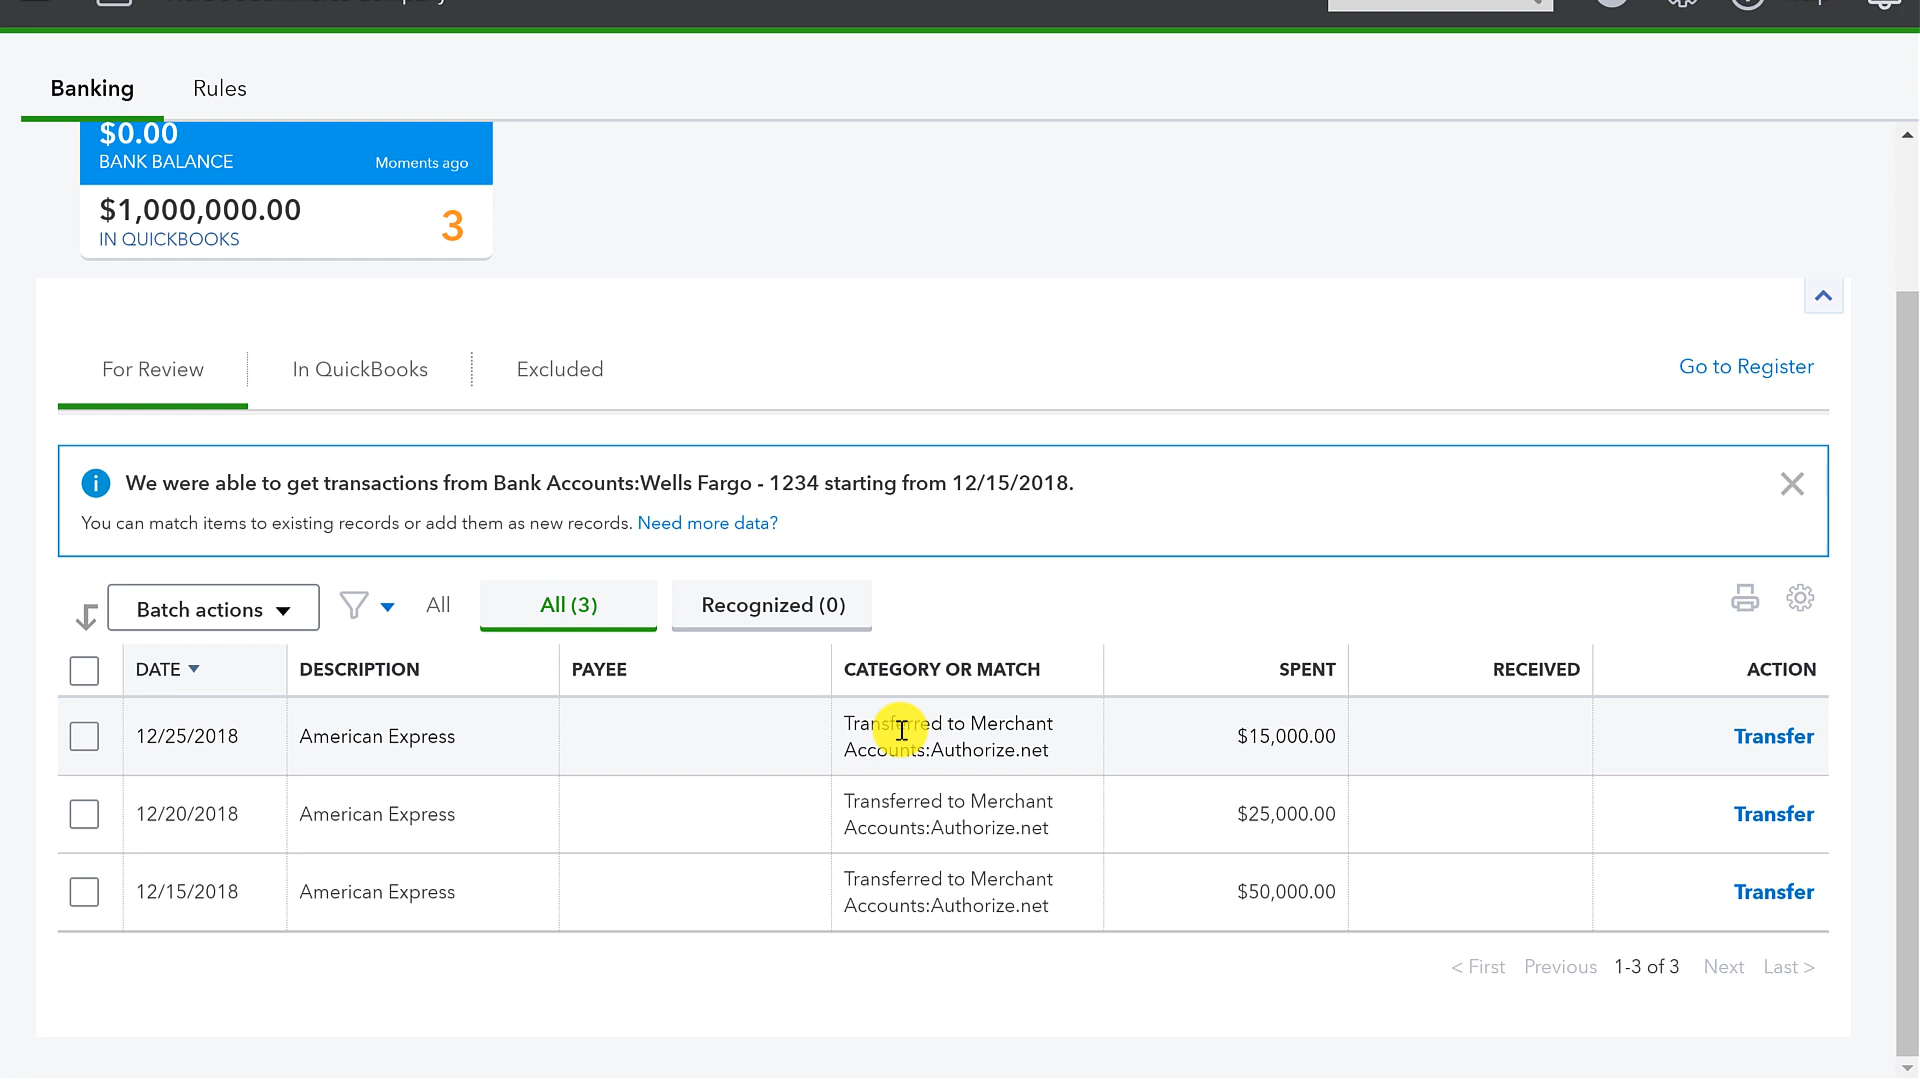 Banking
Rules
$0.00
BANK BALANCE
Moments ago
$1,000,000.00
3
IN QUICKBOOKS
For Review
In QuickBooks
Excluded
Go to Register
We were able to get transactions from Bank Accounts:Wells Fargo - 1234 starting from 12/15/2018.
You can match items to existing records or add them as new records. Need more data?
Batch actions
All
All (3)
Recognized (0)
DATE DESCRIPTION PAYEE CATEGORY OR MATCH SPENT RECEIVED ACTION
12/25/2018 American Express Transferred to Merchant Accounts:Authorize.net $15,000.00 Transfer
12/20/2018 American Express Transferred to Merchant Accounts:Authorize.net $25,000.00 Transfer
12/15/2018 American Express Transferred to Merchant Accounts:Authorize.net $50,000.00 Transfer
< First Previous 1-3 of 3 Next Last >